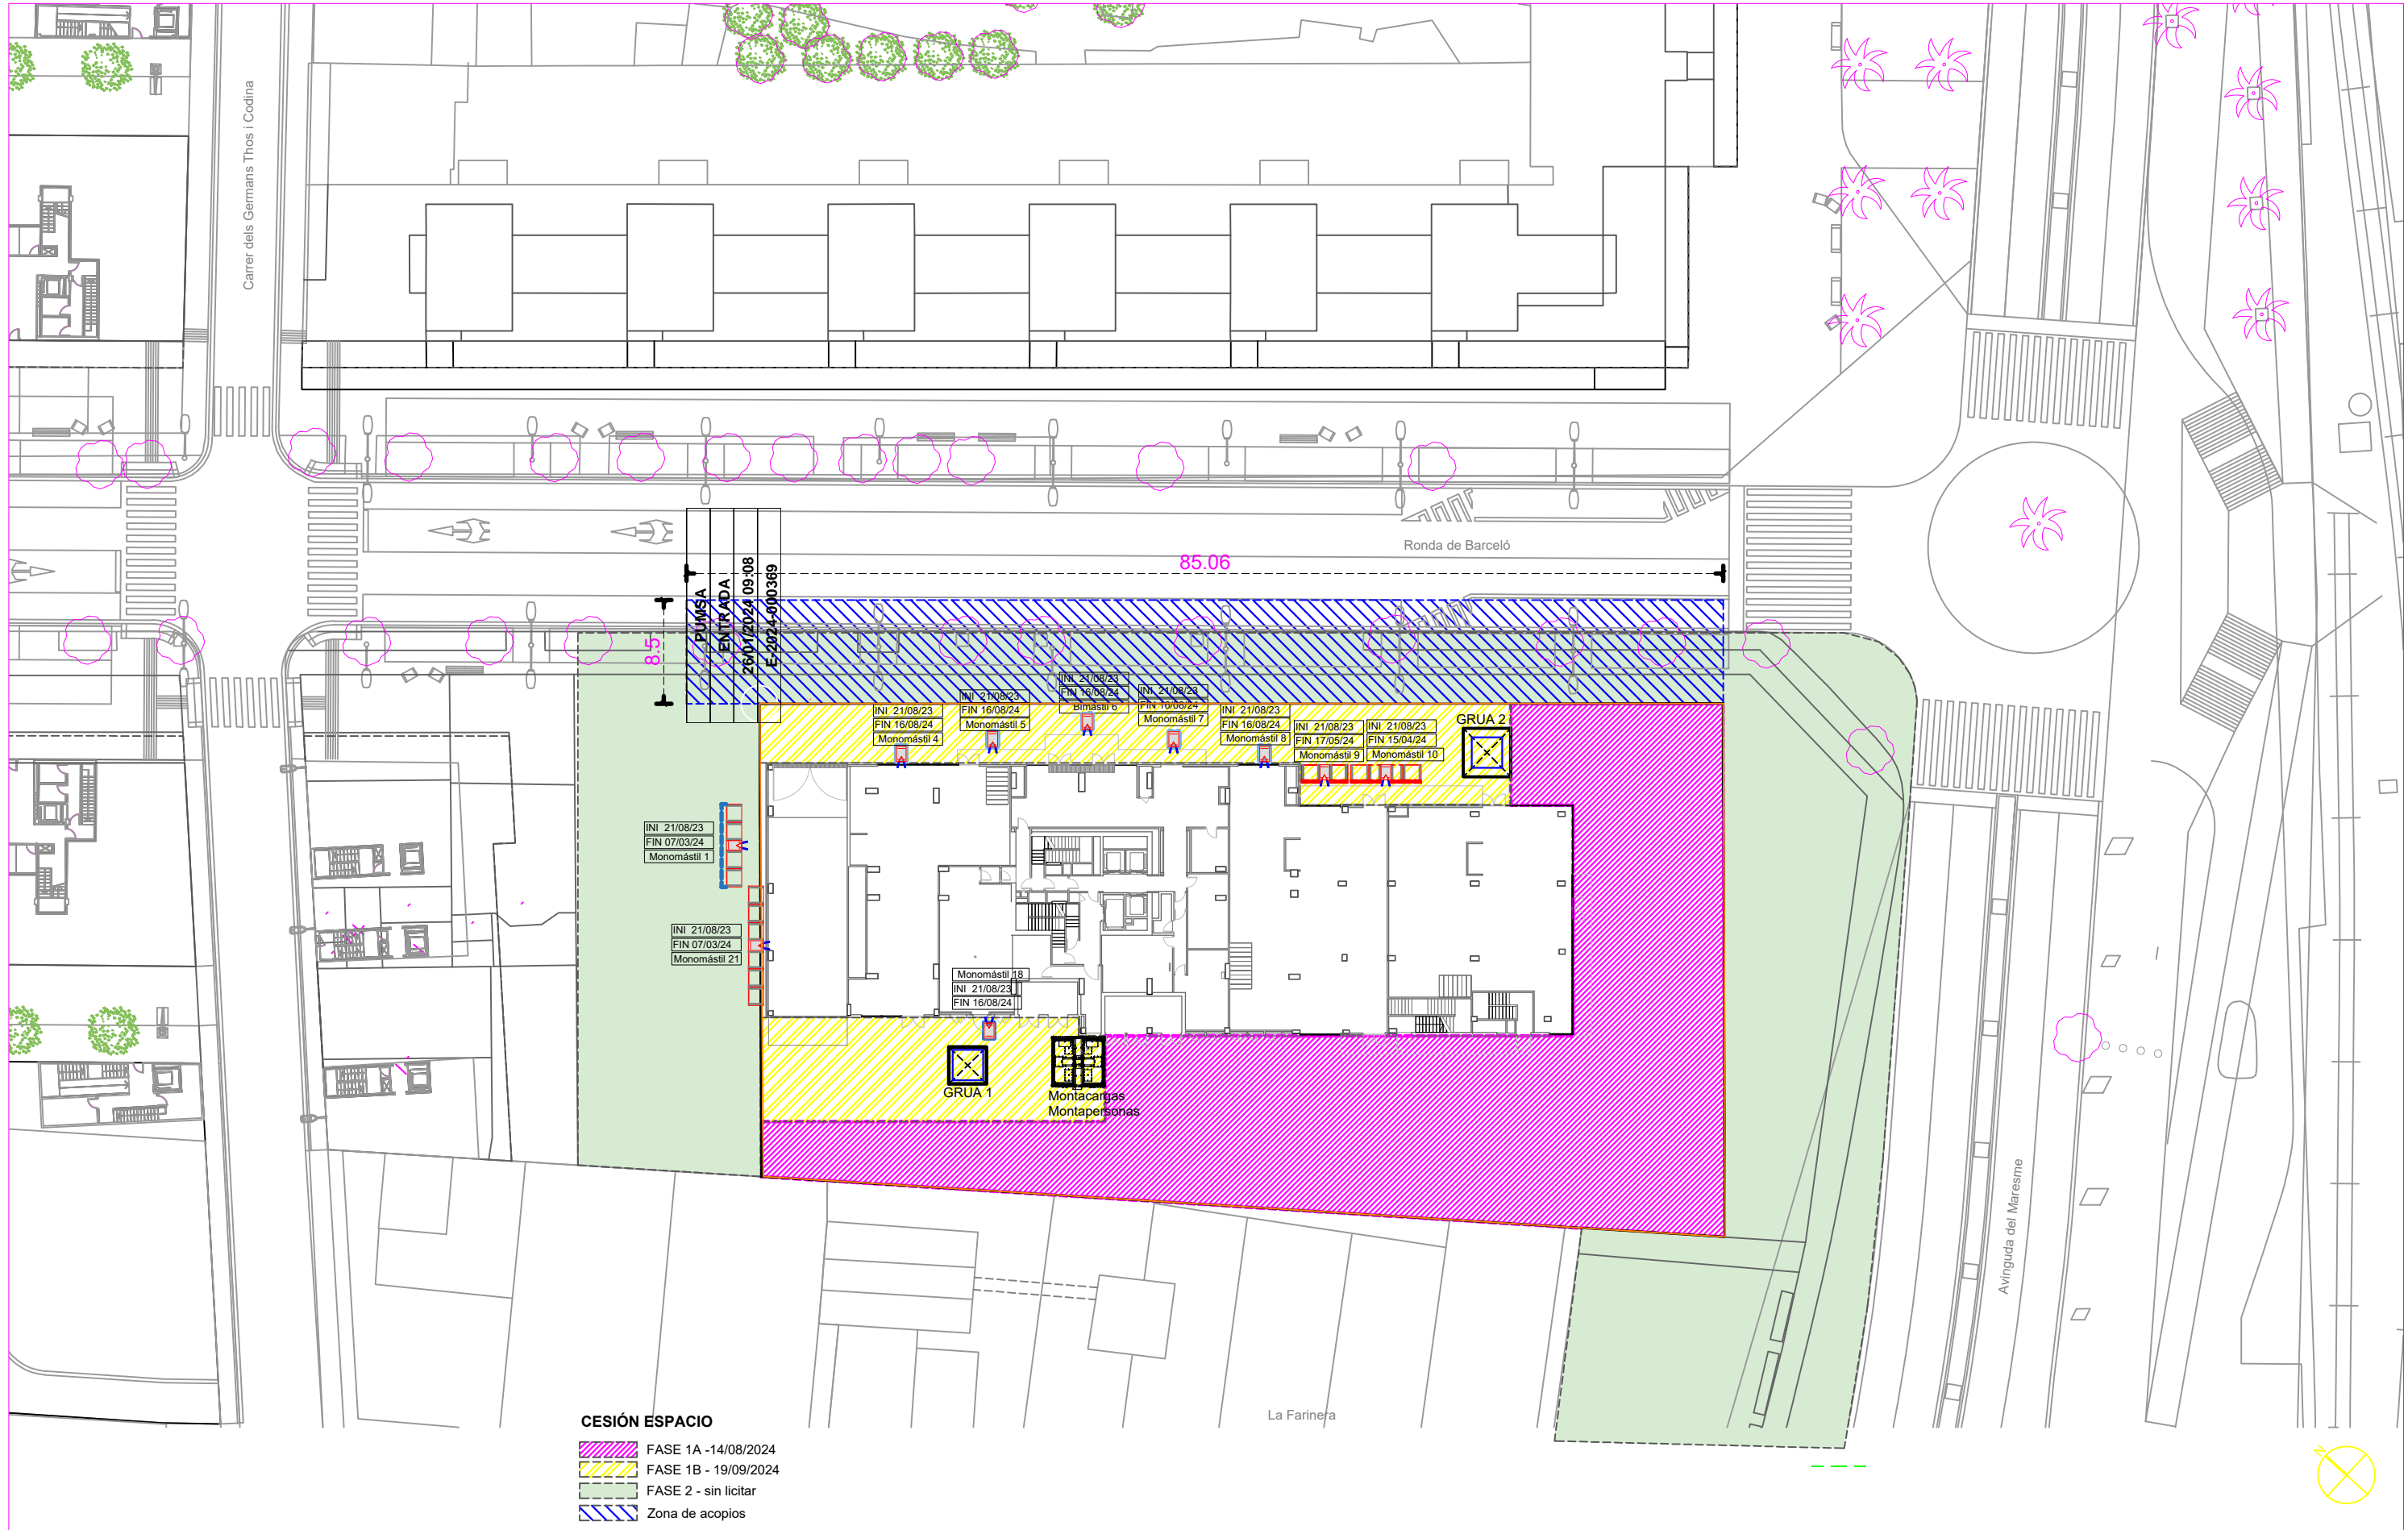 Carrer dels Germans Thos i Codina
Ronda de Barceló
85.06
8.5
PUMSA
ENTRADA
26/01/2024 09:08
E-2024-000369
INI 21/08/23
FIN 16/08/24
Monomástil 4
INI 21/08/23
FIN 16/08/24
Monomástil 5
INI 21/08/23
FIN 16/08/24
Bimástil 6
INI 21/08/23
FIN 16/08/24
Monomástil 7
INI 21/08/23
FIN 16/08/24
Monomástil 8
INI 21/08/23
FIN 17/05/24
Monomástil 9
INI 21/08/23
FIN 15/04/24
Monomástil 10
GRUA 2
INI 21/08/23
FIN 07/03/24
Monomástil 1
INI 21/08/23
FIN 07/03/24
Monomástil 21
Monomástil 18
INI 21/08/23
FIN 16/08/24
GRUA 1
Montacargas
Montapersonas
Avinguda del Maresme
La Farinera
CESIÓN ESPACIO
FASE 1A -14/08/2024
FASE 1B - 19/09/2024
FASE 2 - sin licitar
Zona de acopios
N